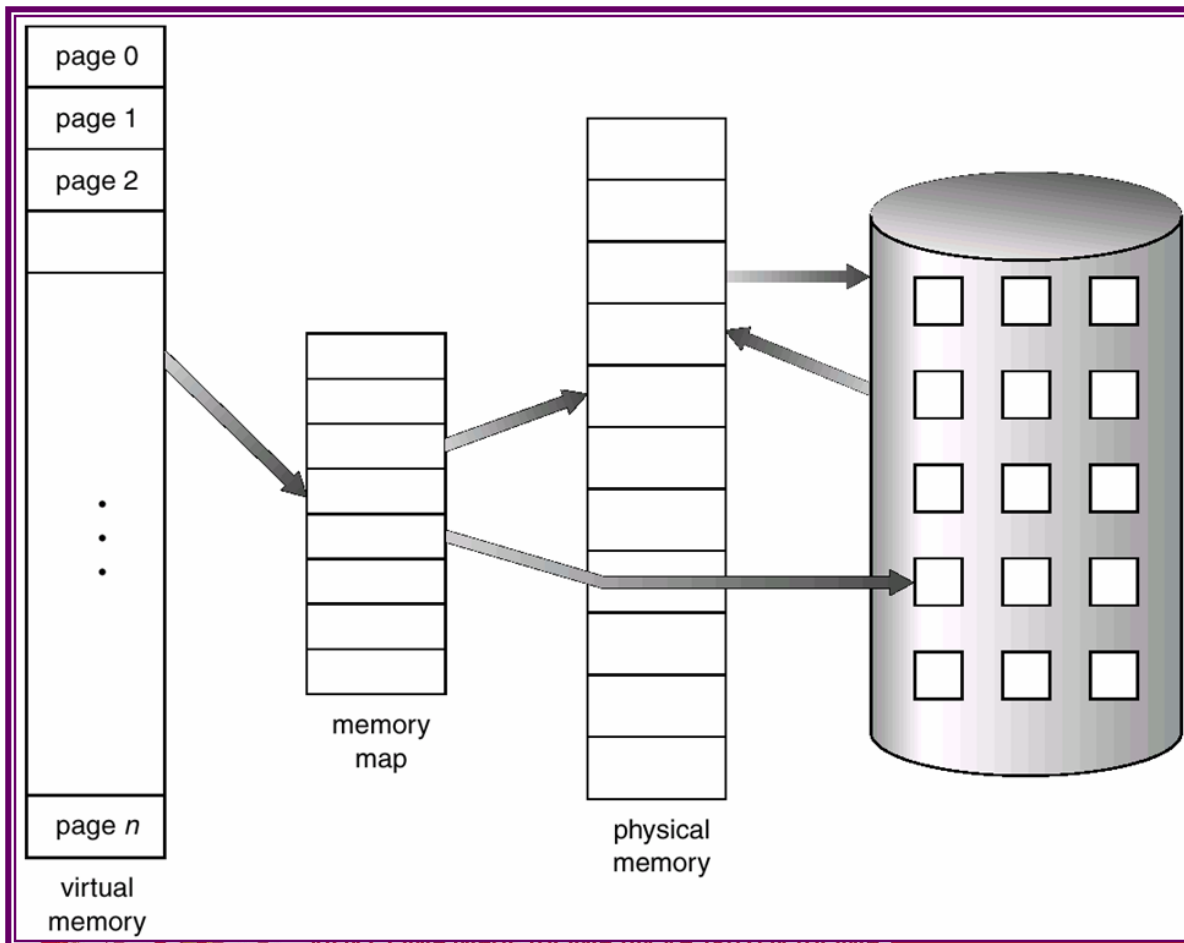 page 0
page 1
page 2
page n
virtual
memory
memory
map
physical
memory